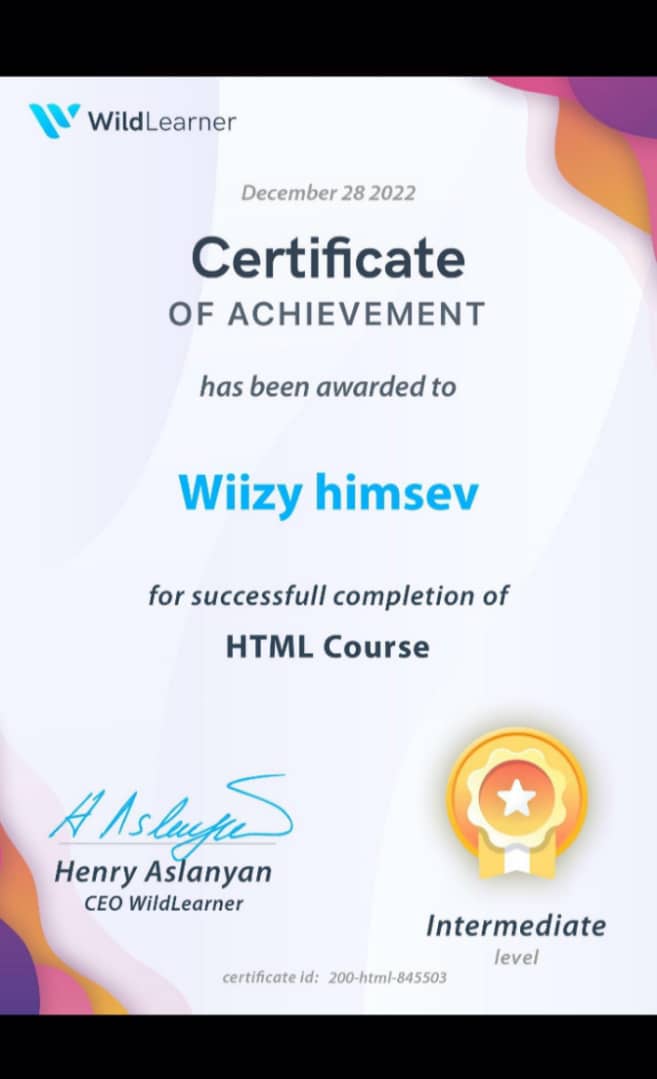 WildLearner
December 28 2022
Certificate
OF ACHIEVEMENT
has been awarded to
Wiizy himsev
for successfull completion of
HTML Course
H Aslanyan
Henry Aslanyan
CEO WildLearner
Intermediate
level
certificate id: 200-html-845503